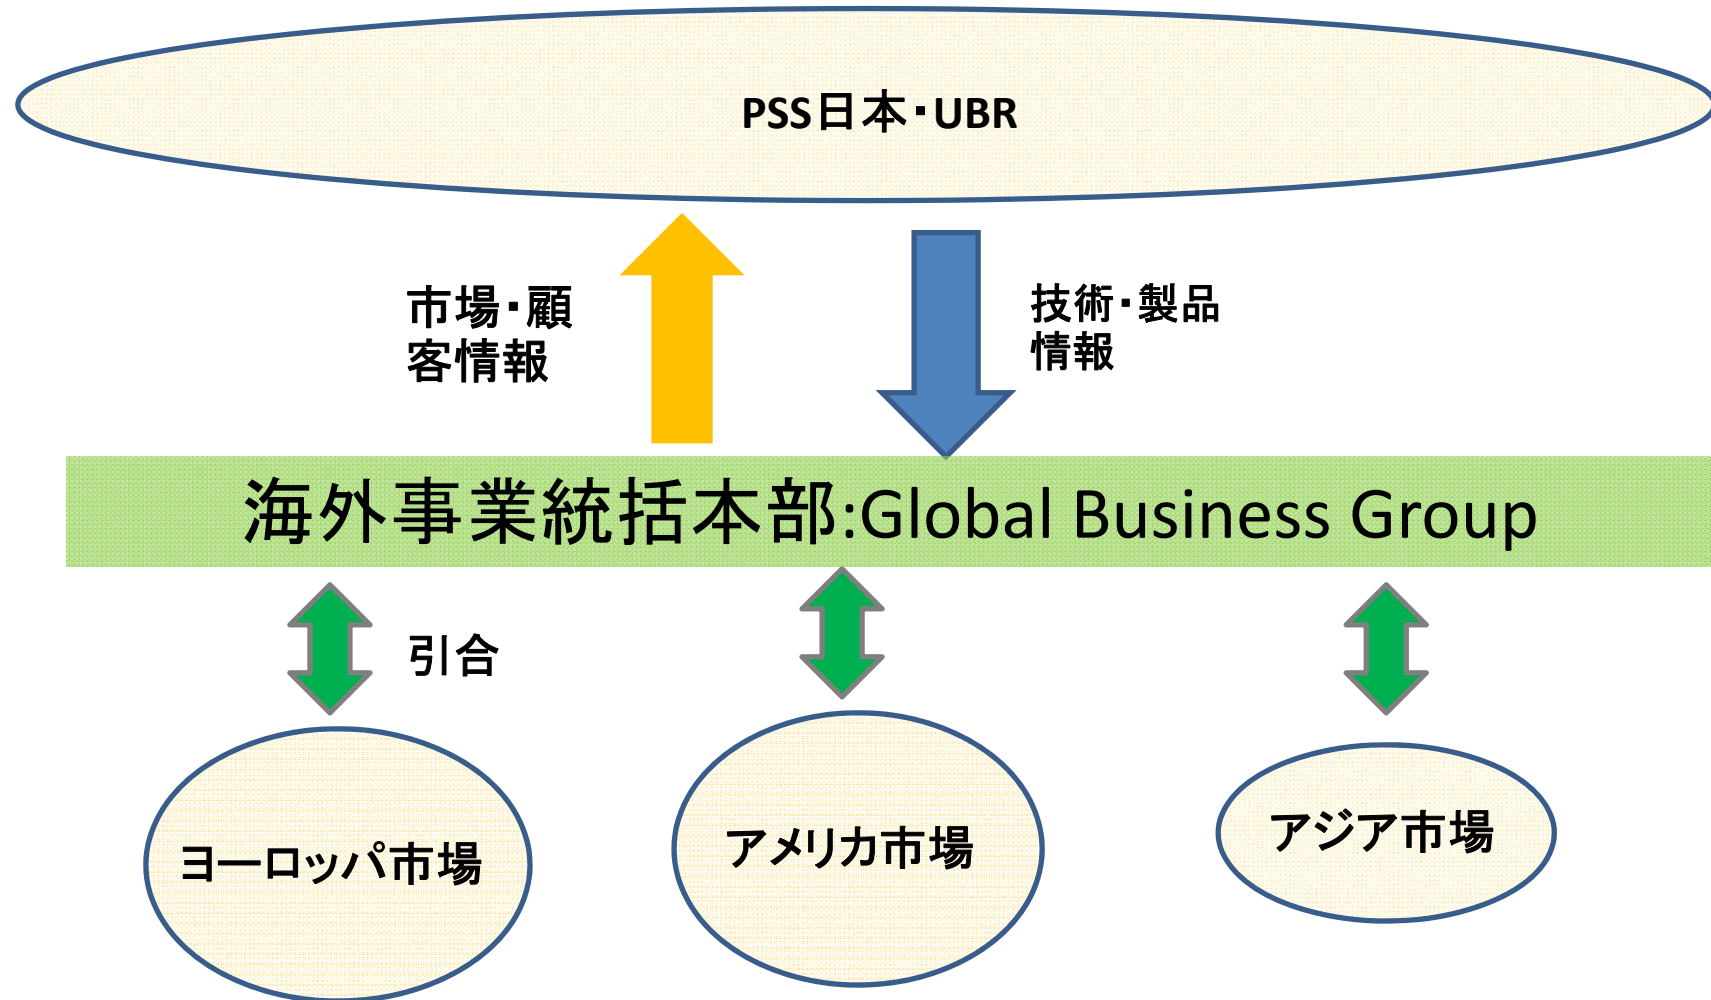 PSS日本・UBR
市場・顧
客情報
技術・製品
情報
海外事業統括本部:Global Business Group
引合
ヨーロッパ市場
アメリカ市場
アジア市場